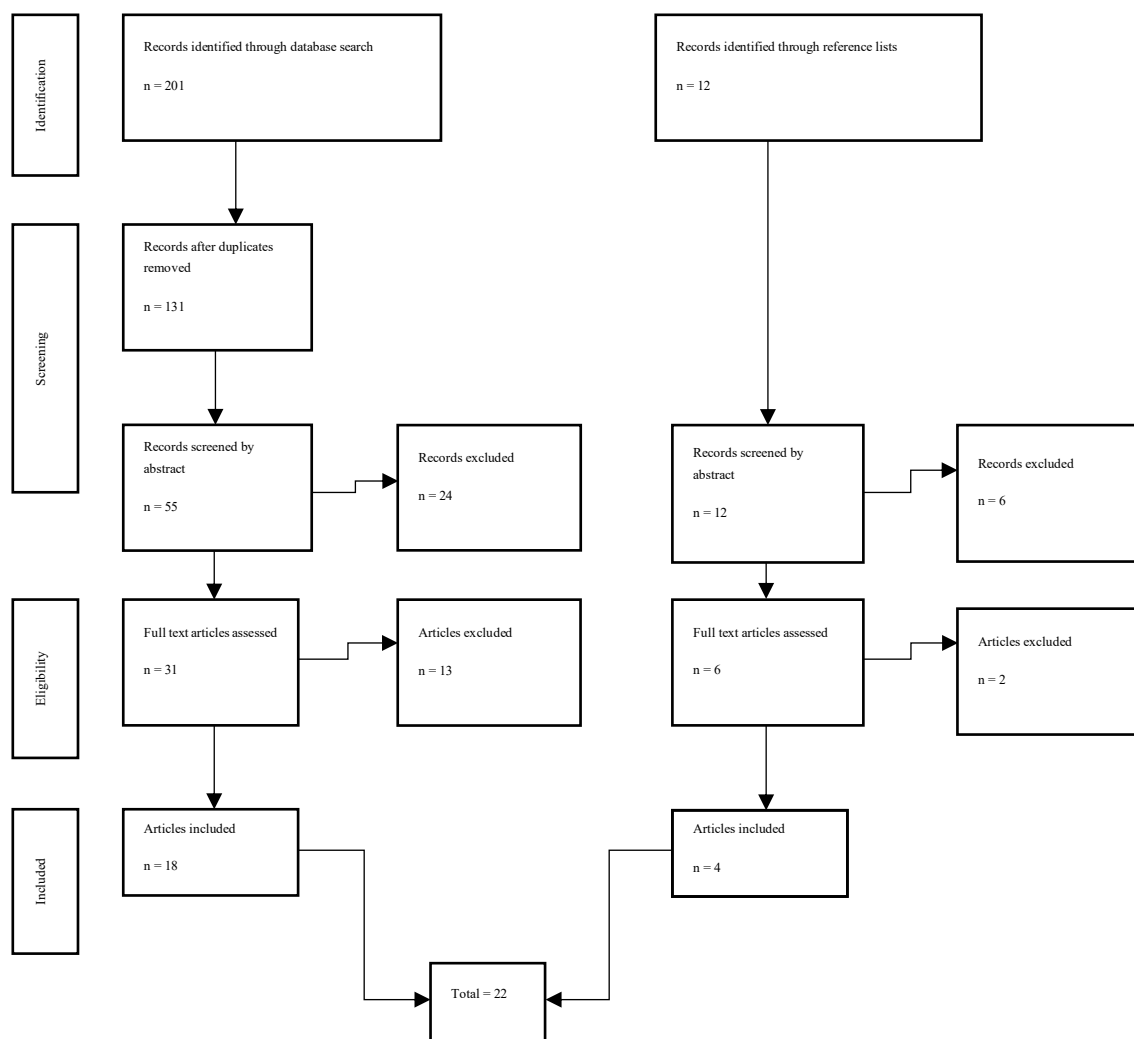 Identification
Records identified through database search
n = 201
Records identified through reference lists
n = 12
Screening
Records after duplicates
removed
n = 131
Records screened by
abstract
n = 55
Records excluded
n = 24
Records screened by
abstract
n = 12
Records excluded
n = 6
Eligibility
Full text articles assessed
n = 31
Articles excluded
n = 13
Full text articles assessed
n = 6
Articles excluded
n = 2
Included
Articles included
n = 18
Articles included
n = 4
Total = 22